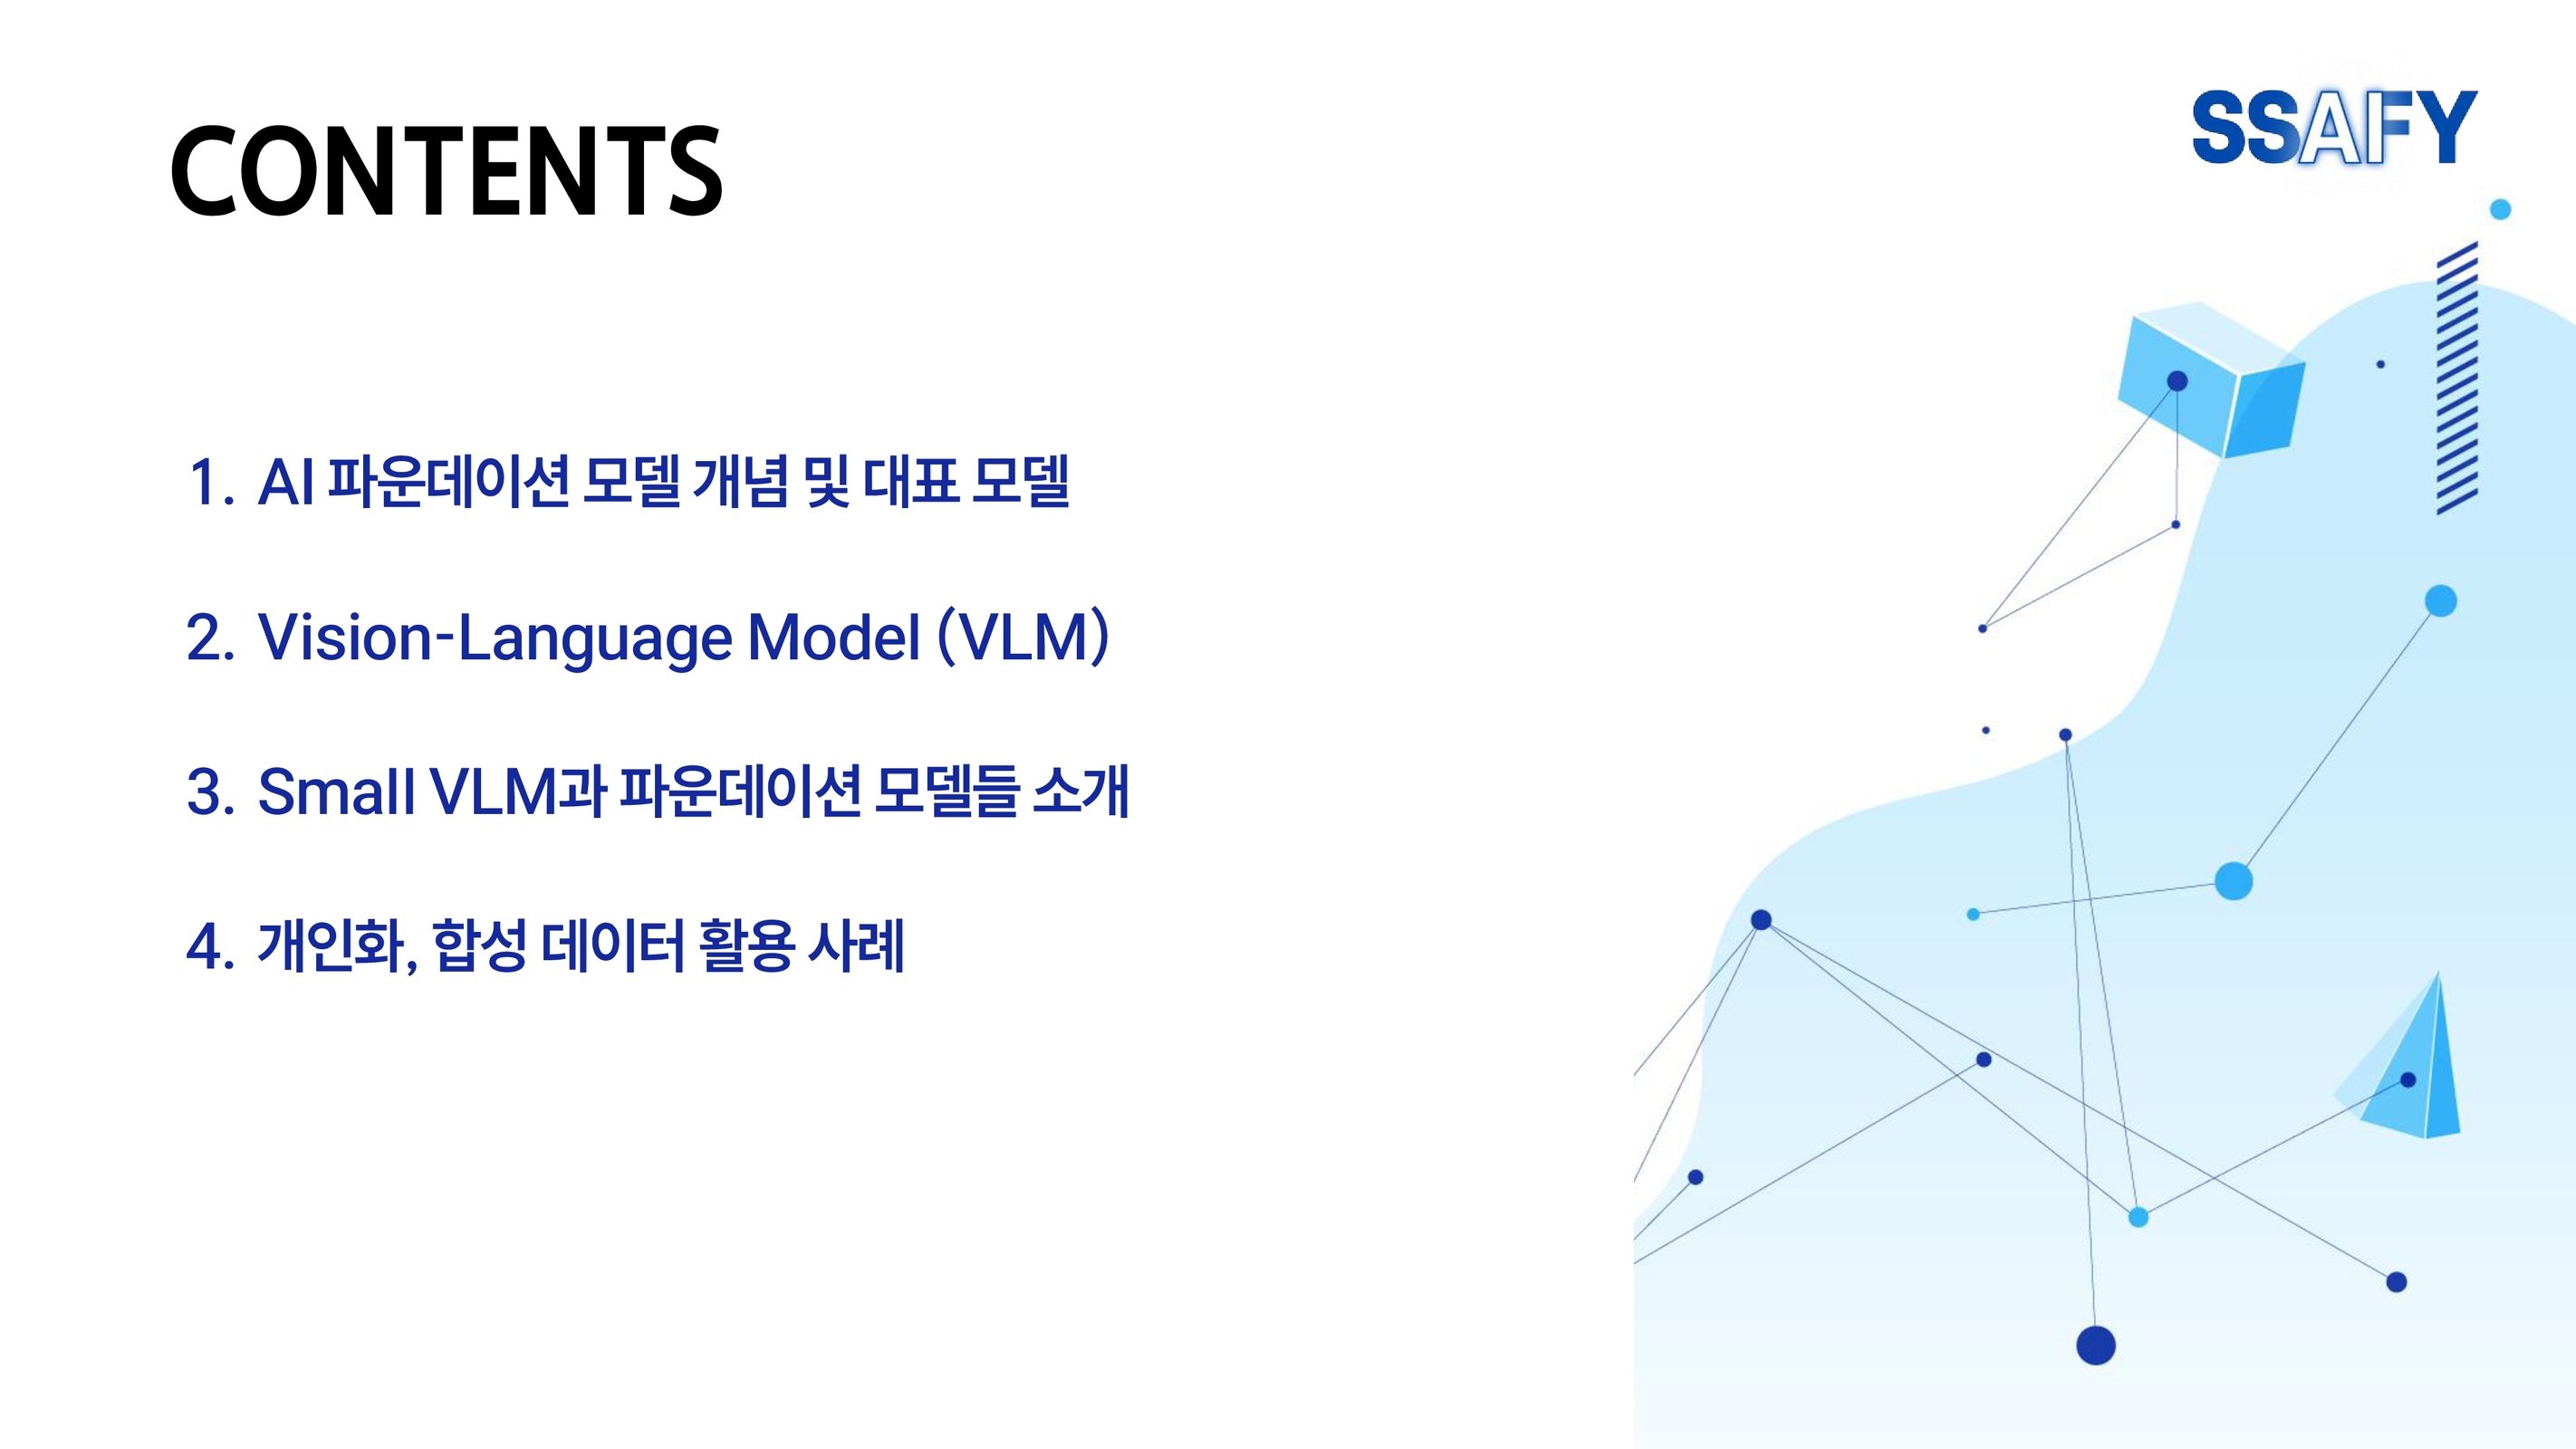 SSAFY
CONTENTS
1. AI 파운데이션 모델 개념 및 대표 모델
2. Vision-Language Model (VLM)
3. Small VLM과 파운데이션 모델들 소개
4. 개인화, 합성 데이터 활용 사례